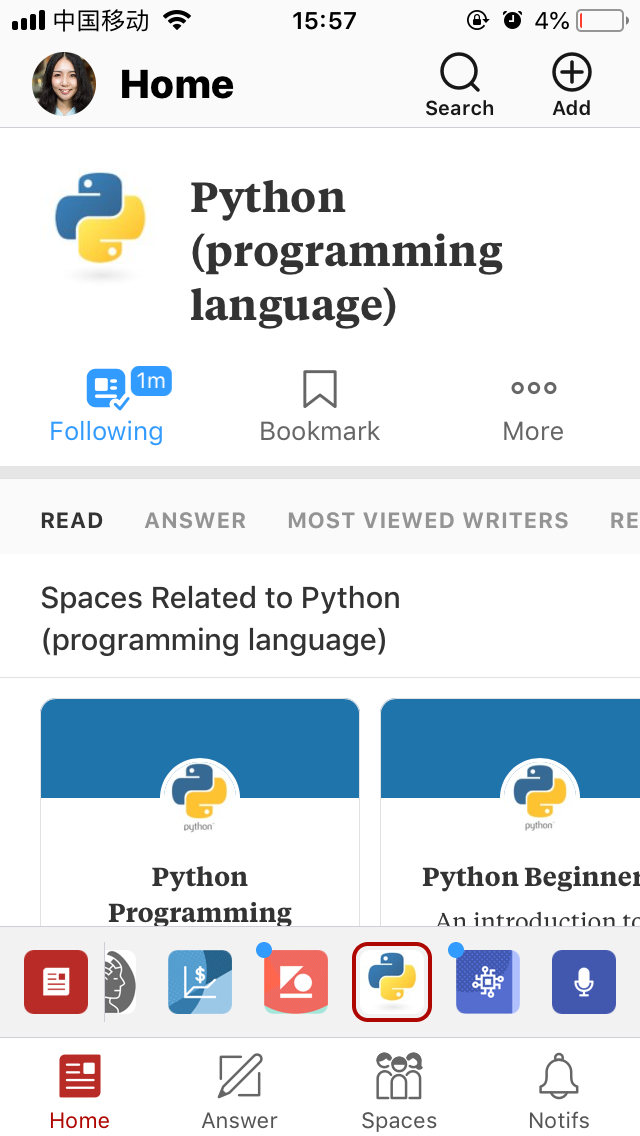 中国移动 15:57 4%
Home
Search Add
Python
(programming
language)
1m
Following Bookmark More
READ ANSWER MOST VIEWED WRITERS RE
Spaces Related to Python
(programming language)
python
python
Python
Programming
Python Beginner
An introduction to
$
Home Answer Spaces Notifs